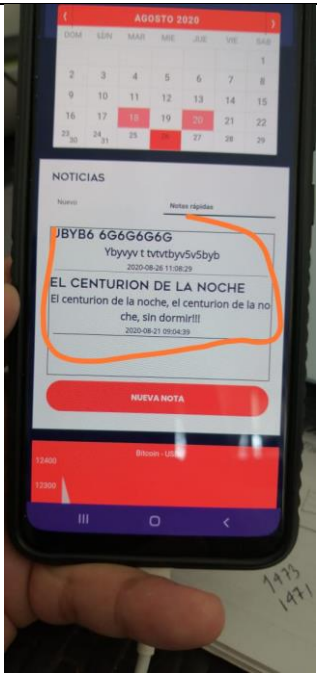 AGOSTO 2020
DOM LUN MAR MIE JUE VIE SAB
1
2 3 4 5 6 7 8
9 10 11 12 13 14 15
16 17 18 19 20 21 22
23 30 24 31 25 26 27 28 29
NOTICIAS
Nuevo Notas rápidas
JBYB6 6G6G6G6G
Ybyvyv t tvtvtbyv5v5byb
2020-08-26 11:08:29
EL CENTURION DE LA NOCHE
El centurion de la noche, el centurion de la no
che, sin dormir!!!
2020-08-21 09:04:39
NUEVA NOTA
Bitcoin - US
12400
12300
1473
1471